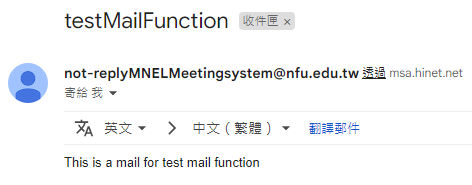 testMailFunction 收件匣 ×
not-replyMNELMeetingsystem@nfu.edu.tw 透過 msa.hinet.net
寄給 我
英文 > 中文（繁體） 翻譯郵件
This is a mail for test mail function